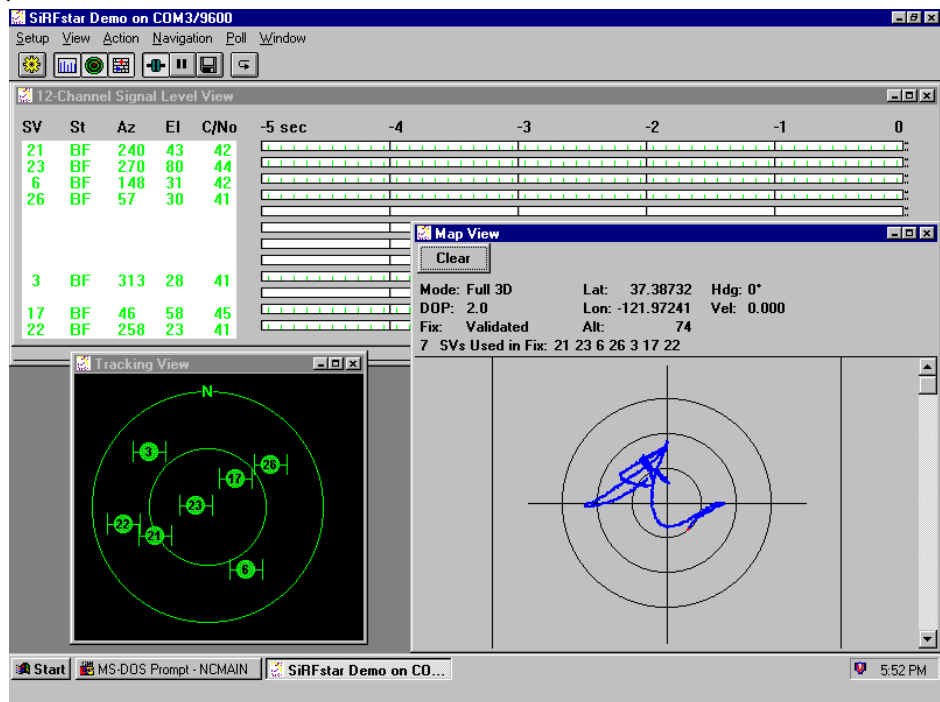 SiRFstar Demo on COM3/9600
Setup View Action Navigation Poll Window
12-Channel Signal Level View
SV St Az El C/No -5 sec -4 -3 -2 -1 0
21 BF 240 43 42
23 BF 270 80 44
6 BF 148 31 42
26 BF 57 30 41
3 BF 313 28 41
17 BF 46 58 45
22 BF 258 23 41
Map View
Clear
Mode: Full 3D Lat: 37.38732 Hdg: 0°
DOP: 2.0 Lon: -121.97241 Vel: 0.000
Fix: Validated Alt: 74
7 SVs Used in Fix: 21 23 6 26 3 17 22
Tracking View
N
3
26
17
23
22
21
6
Start MS-DOS Prompt - NCMAIN SiRFstar Demo on CO... 5:52 PM